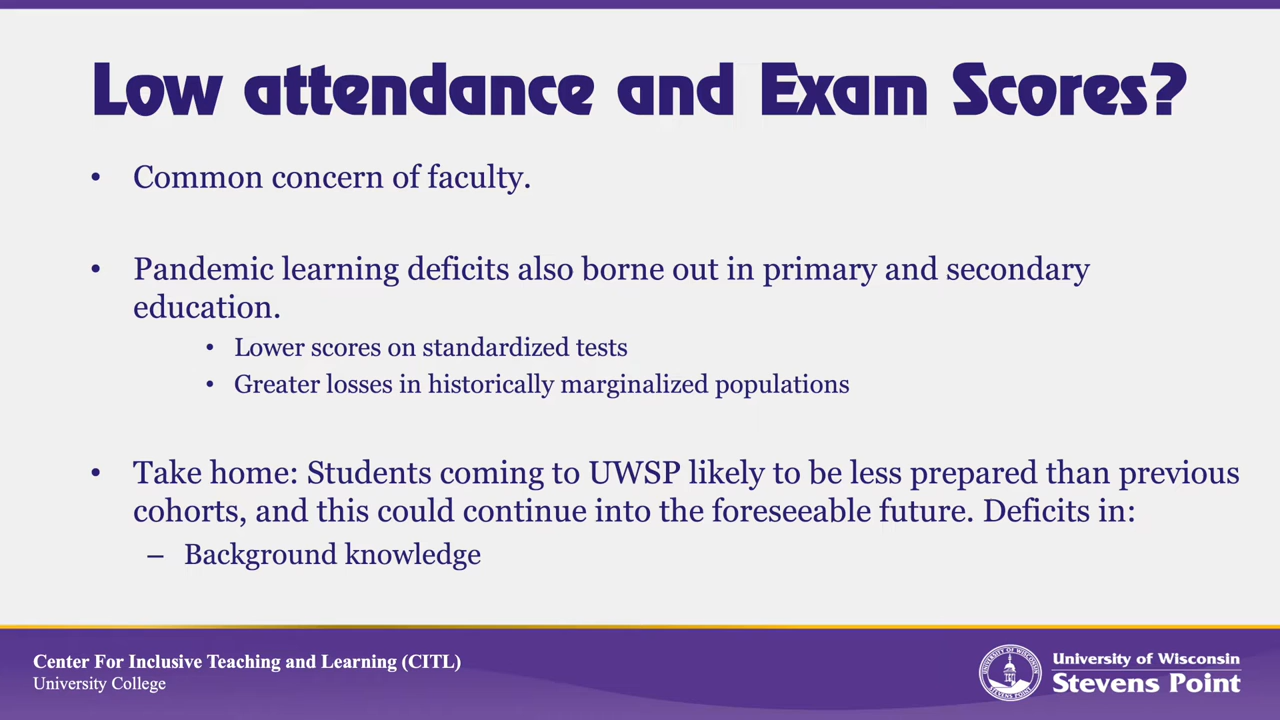 Low attendance and Exam Scores?
• Common concern of faculty.
• Pandemic learning deficits also borne out in primary and secondary
education.
• Lower scores on standardized tests
• Greater losses in historically marginalized populations
• Take home: Students coming to UWSP likely to be less prepared than previous
cohorts, and this could continue into the foreseeable future. Deficits in:
– Background knowledge
Center For Inclusive Teaching and Learning (CITL)
University College
University of Wisconsin
Stevens Point